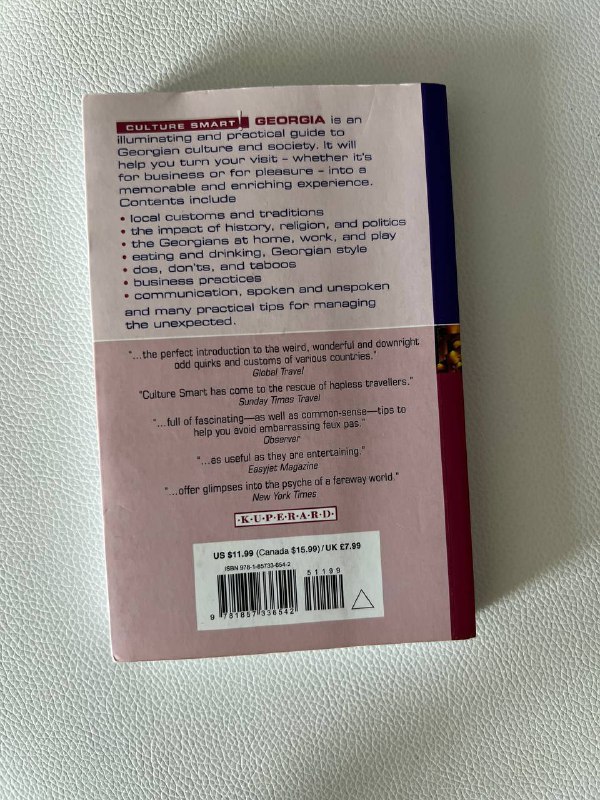 CULTURE SMART! GEORGIA is an
illuminating and practical guide to
Georgian culture and society. It will
help you turn your visit – whether it's
for business or for pleasure – into a
memorable and enriching experience.
Contents include
• local customs and traditions
• the impact of history, religion, and politics
• the Georgians at home, work, and play
• eating and drinking, Georgian style
• dos, don'ts, and taboos
• business practices
• communication, spoken and unspoken
and many practical tips for managing
the unexpected.
"...the perfect introduction to the weird, wonderful and downright
odd quirks and customs of various countries."
Global Travel
"Culture Smart has come to the rescue of hapless travellers."
Sunday Times Travel
"...full of fascinating—as well as common-sense—tips to
help you avoid embarrassing faux pas."
Observer
"...as useful as they are entertaining."
Easyjet Magazine
"...offer glimpses into the psyche of a faraway world."
New York Times
·K·U·P·E·R·A·R·D·
US $11.99 (Canada $15.99)/UK £7.99
ISBN 978-1-85733-654-2
51199
9 781857 336542